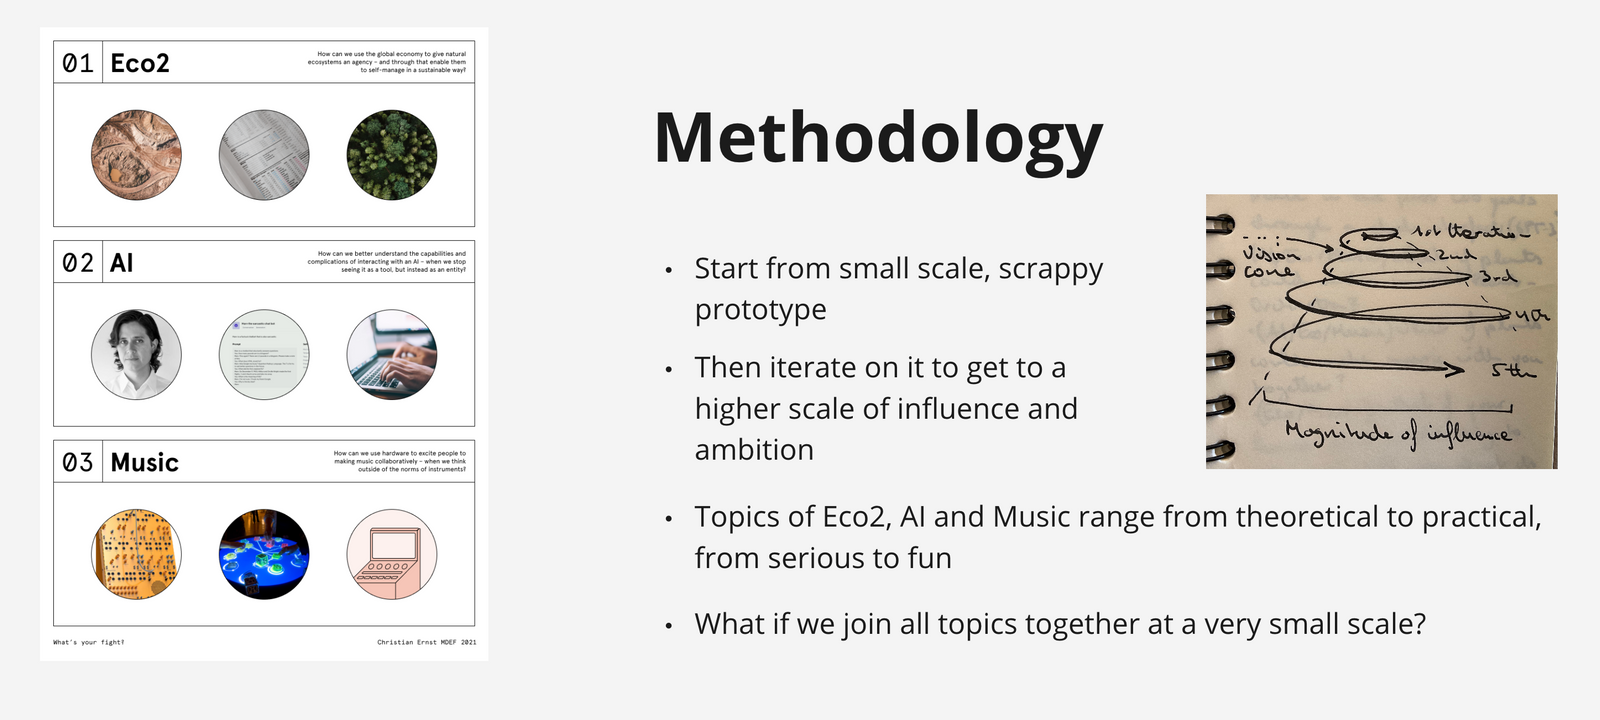 01 Eco2
How can we use the global economy to give natural
ecosystems an agency – and through that enable them
to self-manage in a sustainable way?
02 AI
How can we better understand the capabilities and
complications of interacting with an AI – when we stop
seeing it as a tool, but instead as an entity?
03 Music
How can we use hardware to excite people to
making music collaboratively – when we think
outside of the norms of instruments?
What's your fight?
Christian Ernst MDEF 2021
Methodology
• Start from small scale, scrappy
prototype
• Then iterate on it to get to a
higher scale of influence and
ambition
• Topics of Eco2, AI and Music range from theoretical to practical,
from serious to fun
• What if we join all topics together at a very small scale?
1st Iteratio-
Vision
cone
2nd
3rd
4th
5th
Magnitude of influence